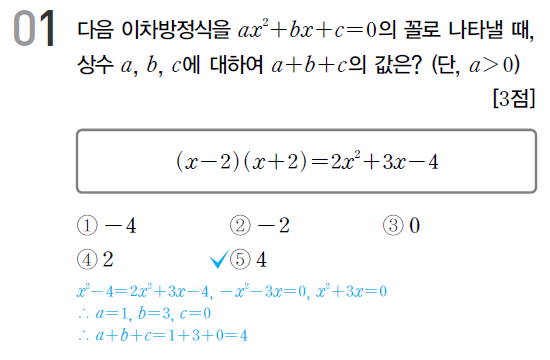 01 다음 이차방정식을 ax²+bx+c=0의 꼴로 나타낼 때,
상수 a, b, c에 대하여 a+b+c의 값은? (단, a>0)
[3점]
(x-2)(x+2)=2x²+3x-4
① -4 ② -2 ③ 0
④ 2 ✓⑤ 4
x²-4=2x²+3x-4, -x²-3x=0, x²+3x=0
∴ a=1, b=3, c=0
∴ a+b+c=1+3+0=4